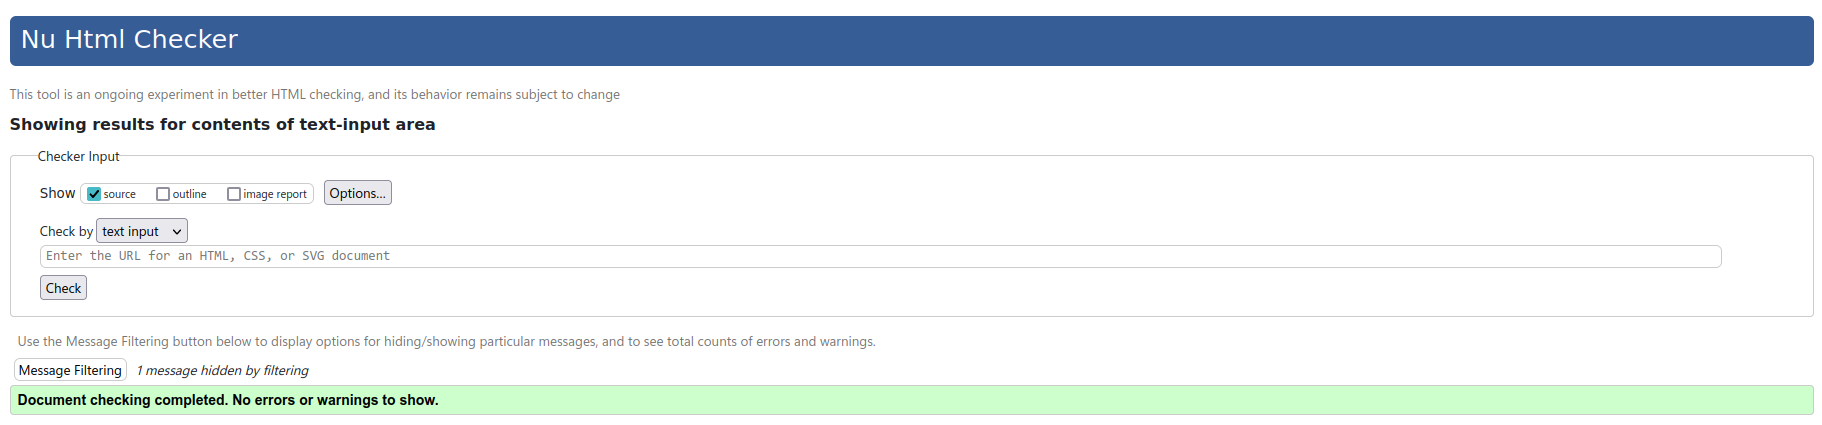 Nu Html Checker
This tool is an ongoing experiment in better HTML checking, and its behavior remains subject to change
Showing results for contents of text-input area
Checker Input
Show source outline image report Options...
Check by text input
Enter the URL for an HTML, CSS, or SVG document
Check
Use the Message Filtering button below to display options for hiding/showing particular messages, and to see total counts of errors and warnings.
Message Filtering 1 message hidden by filtering
Document checking completed. No errors or warnings to show.